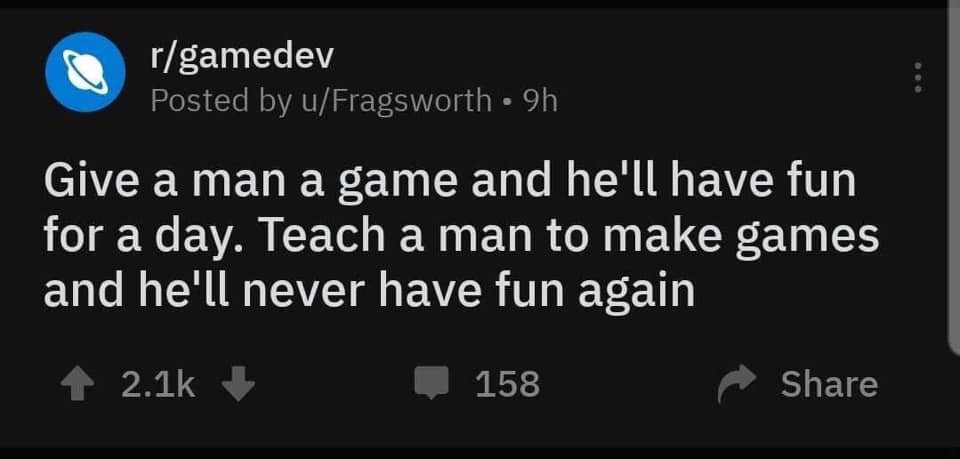 r/gamedev
Posted by u/Fragsworth • 9h
Give a man a game and he'll have fun
for a day. Teach a man to make games
and he'll never have fun again
2.1k 158 Share